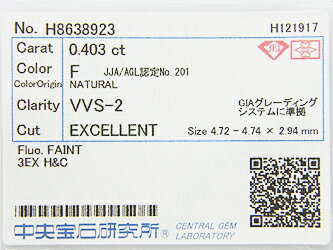 No. H8638923 H121917
Carat 0.403 ct
Color F JJA/AGL認定No.201
ColorOrigin NATURAL
Clarity VVS-2 GIAグレーディング
システムに準拠
Cut EXCELLENT Size 4.72 - 4.74 × 2.94 mm
Fluo. FAINT
3EX H&C
中央宝石研究所® CENTRAL GEM
LABORATORY